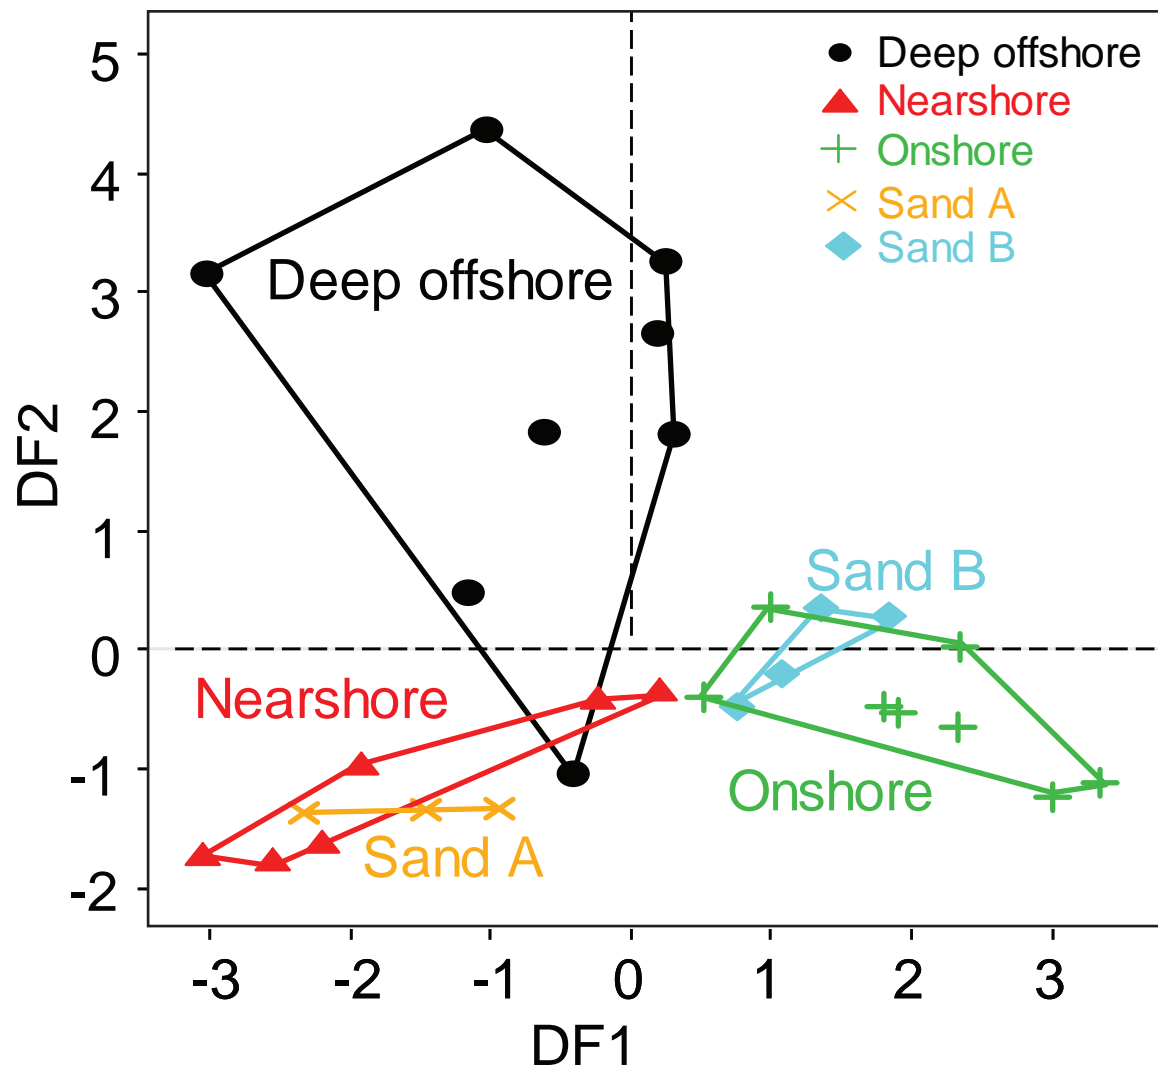 5
4
3
2
1
0
-1
-2
DF2
Deep offshore
Nearshore
Onshore
Sand A
Sand B
Deep offshore
Sand B
Nearshore
Onshore
Sand A
-3 -2 -1 0 1 2 3
DF1